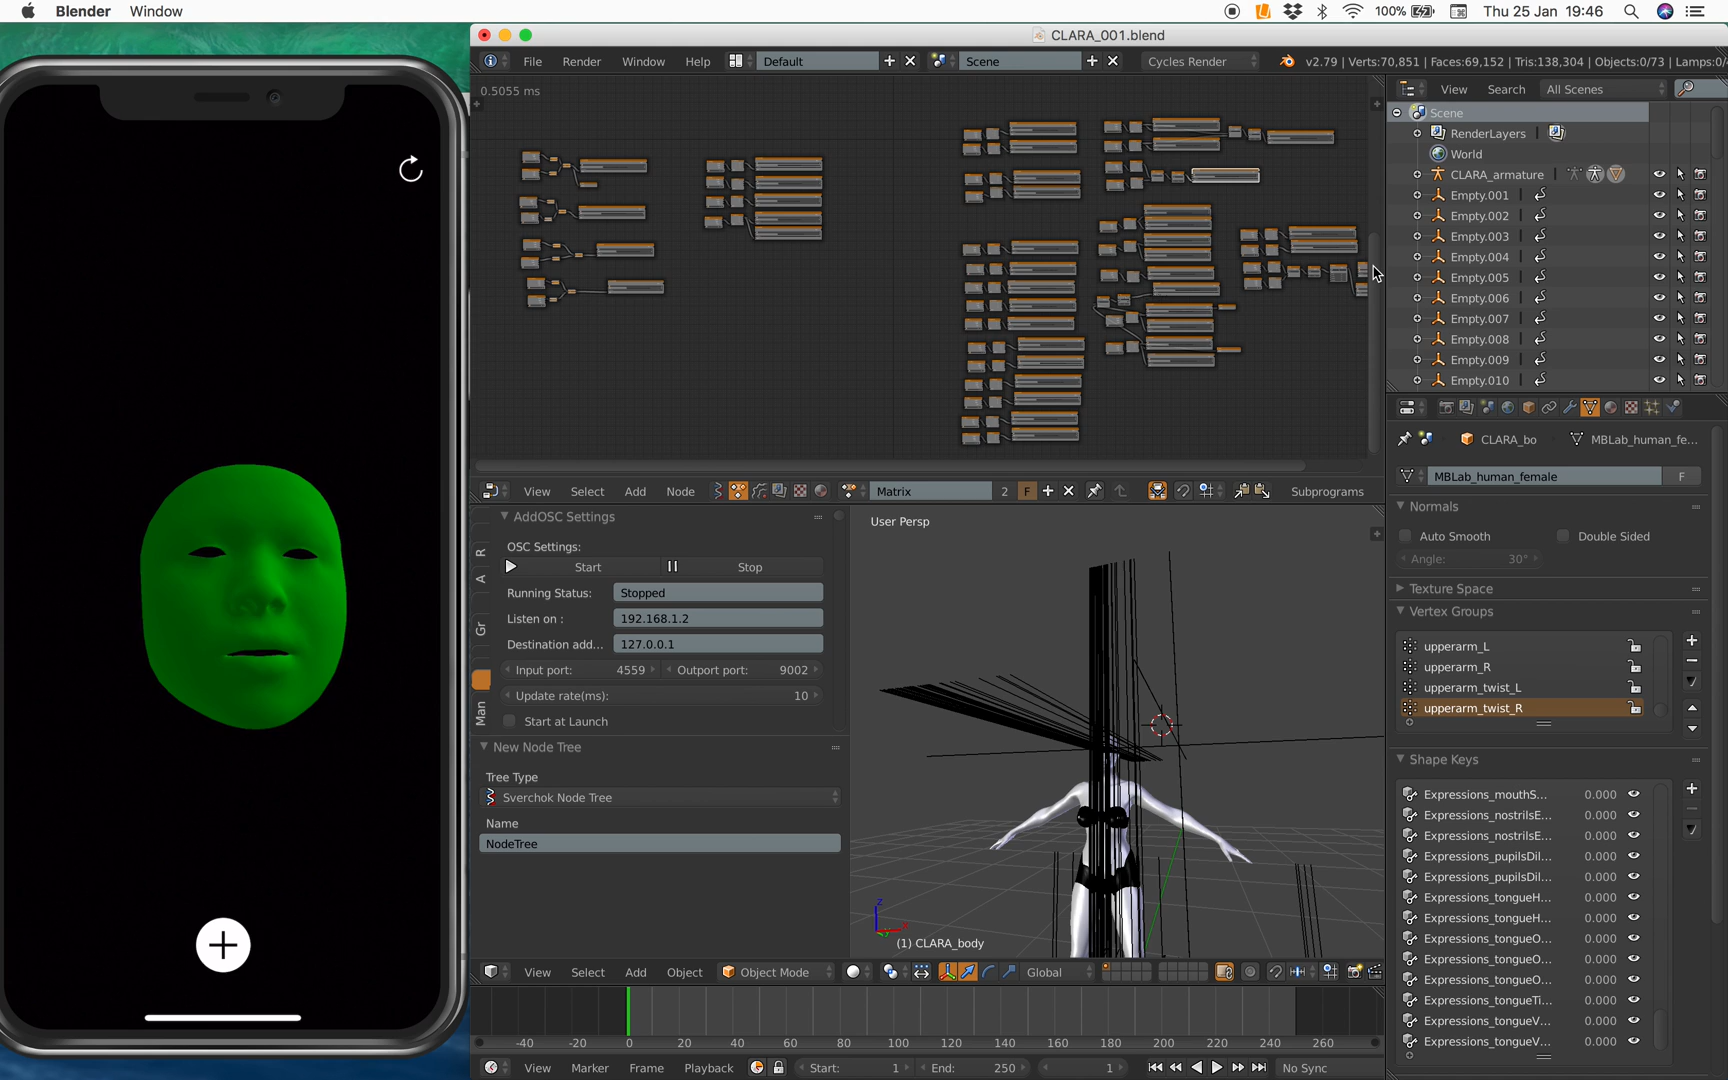 Blender Window
100% Thu 25 Jan 19:46
CLARA_001.blend
File Render Window Help Default Scene Cycles Render v2.79 | Verts:70,851 | Faces:69,152 | Tris:138,304 | Objects:0/73 | Lamps:0/
0.5055 ms
View Search All Scenes
Scene
RenderLayers
World
CLARA_armature
Empty.001
Empty.002
Empty.003
Empty.004
Empty.005
Empty.006
Empty.007
Empty.008
Empty.009
Empty.010
CLARA_bo MBLab_human_fe...
MBLab_human_female F
Normals
Auto Smooth Double Sided
Angle: 30°
Texture Space
Vertex Groups
upperarm_L
upperarm_R
upperarm_twist_L
upperarm_twist_R
Shape Keys
Expressions_mouthS... 0.000
Expressions_nostrilsE... 0.000
Expressions_nostrilsE... 0.000
Expressions_pupilsDil... 0.000
Expressions_pupilsDil... 0.000
Expressions_tongueH... 0.000
Expressions_tongueH... 0.000
Expressions_tongueO... 0.000
Expressions_tongueO... 0.000
Expressions_tongueO... 0.000
Expressions_tongueTi... 0.000
Expressions_tongueV... 0.000
Expressions_tongueV... 0.000
View Select Add Node Matrix 2 F Subprograms
R
A
Gr
Man
AddOSC Settings
OSC Settings:
Start Stop
Running Status: Stopped
Listen on : 192.168.1.2
Destination add... 127.0.0.1
Input port: 4559 Outport port: 9002
Update rate(ms): 10
Start at Launch
New Node Tree
Tree Type
Sverchok Node Tree
Name
NodeTree
User Persp
z
x
(1) CLARA_body
View Select Add Object Object Mode Global
-40 -20 0 20 40 60 80 100 120 140 160 180 200 220 240 260
View Marker Frame Playback Start: 1 End: 250 1 No Sync